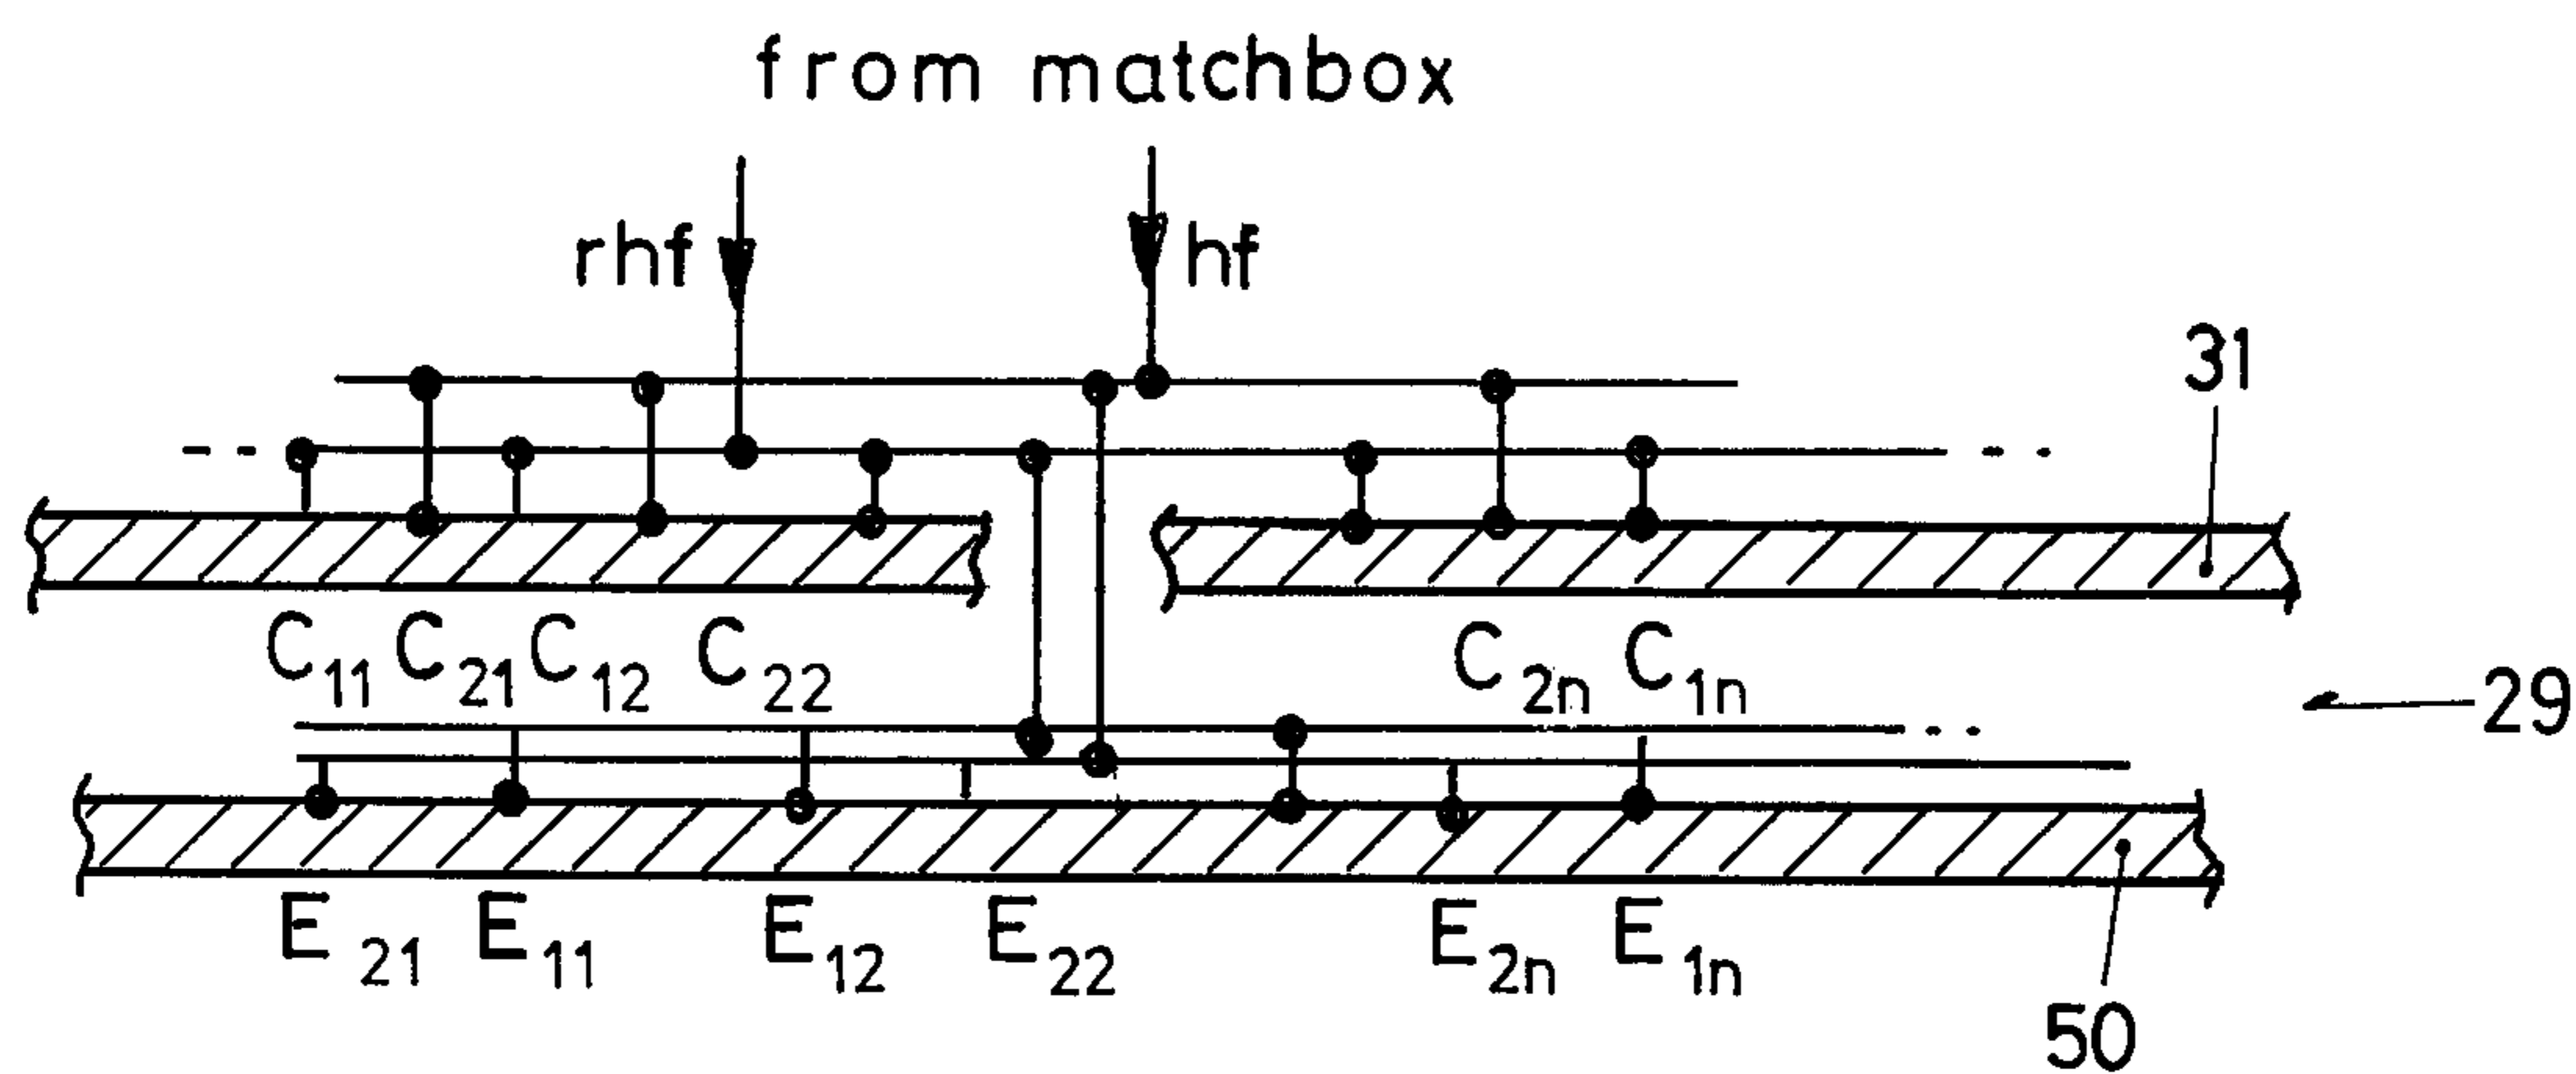 from matchbox
rhf hf
31
C11 C21 C12 C22 C2n C1n
29
E21 E11 E12 E22 E2n E1n
50